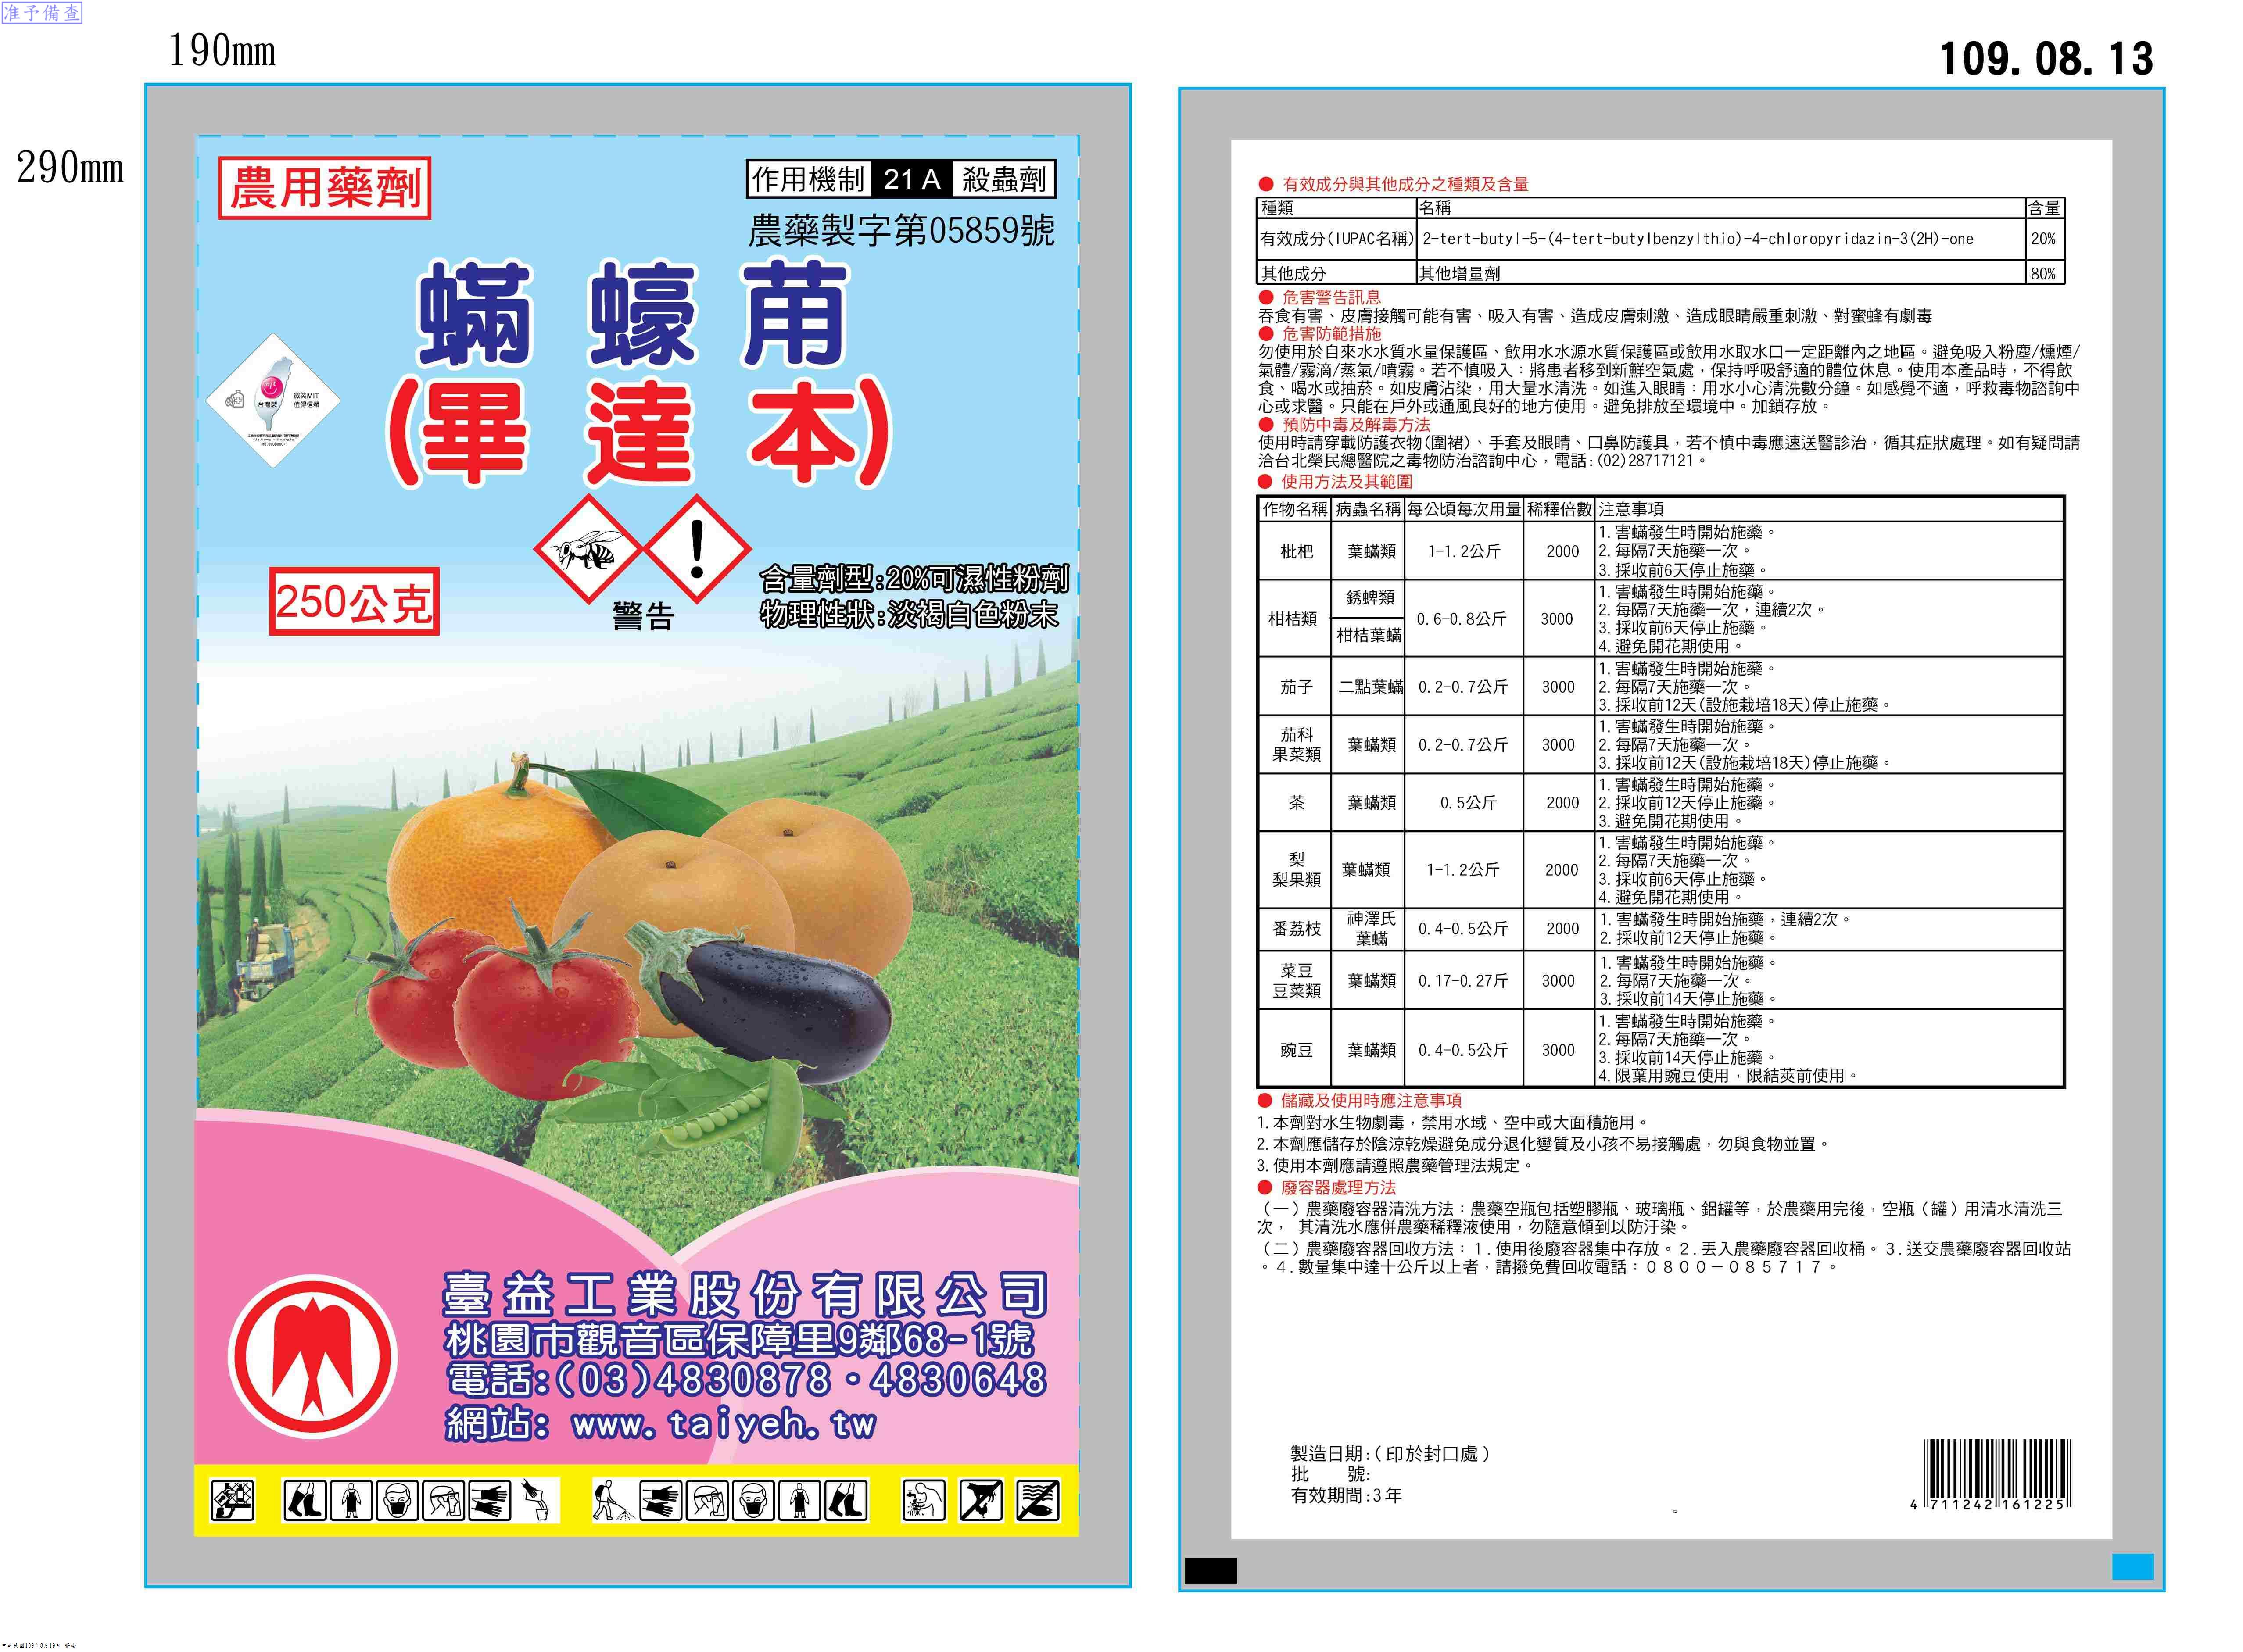 准予備查
190mm
109.08.13
290mm
農用藥劑
作用機制 21 A 殺蟲劑
農藥製字第05859號
蟎 蠔 莮
(畢 達 本)
台灣製
微笑MIT
值得信賴
警告
250公克
含量劑型:20%可濕性粉劑
物理性狀:淡褐白色粉末
臺益工業股份有限公司
桃園市觀音區保障里9鄰68-1號
電話:(03)4830878・4830648
網站: www.taiyeh.tw
● 有效成分與其他成分之種類及含量
種類 名稱 含量
有效成分(IUPAC名稱) 2-tert-butyl-5-(4-tert-butylbenzylthio)-4-chloropyridazin-3(2H)-one 20%
其他成分 其他增量劑 80%
● 危害警告訊息
吞食有害、皮膚接觸可能有害、吸入有害、造成皮膚刺激、造成眼睛嚴重刺激、對蜜蜂有劇毒
● 危害防範措施
勿使用於自來水水質水量保護區、飲用水水源水質保護區或飲用水取水口一定距離內之地區。避免吸入粉塵/燻煙/
氣體/霧滴/蒸氣/噴霧。若不慎吸入：將患者移到新鮮空氣處，保持呼吸舒適的體位休息。使用本產品時，不得飲
食、喝水或抽菸。如皮膚沾染，用大量水清洗。如進入眼睛：用水小心清洗數分鐘。如感覺不適，呼救毒物諮詢中
心或求醫。只能在戶外或通風良好的地方使用。避免排放至環境中。加鎖存放。
● 預防中毒及解毒方法
使用時請穿載防護衣物(圍裙)、手套及眼睛、口鼻防護具，若不慎中毒應速送醫診治，循其症狀處理。如有疑問請
洽台北榮民總醫院之毒物防治諮詢中心，電話:(02)28717121。
● 使用方法及其範圍
作物名稱 病蟲名稱 每公頃每次用量 稀釋倍數 注意事項
枇杷 葉蟎類 1-1.2公斤 2000
1.害蟎發生時開始施藥。
2.每隔7天施藥一次。
3.採收前6天停止施藥。
柑桔類 銹蜱類 柑桔葉蟎 0.6-0.8公斤 3000
1.害蟎發生時開始施藥。
2.每隔7天施藥一次，連續2次。
3.採收前6天停止施藥。
4.避免開花期使用。
茄子 二點葉蟎 0.2-0.7公斤 3000
1.害蟎發生時開始施藥。
2.每隔7天施藥一次。
3.採收前12天(設施栽培18天)停止施藥。
茄科
果菜類 葉蟎類 0.2-0.7公斤 3000
1.害蟎發生時開始施藥。
2.每隔7天施藥一次。
3.採收前12天(設施栽培18天)停止施藥。
茶 葉蟎類 0.5公斤 2000
1.害蟎發生時開始施藥。
2.採收前12天停止施藥。
3.避免開花期使用。
梨
梨果類 葉蟎類 1-1.2公斤 2000
1.害蟎發生時開始施藥。
2.每隔7天施藥一次。
3.採收前6天停止施藥。
4.避免開花期使用。
番荔枝 神澤氏
葉蟎 0.4-0.5公斤 2000
1.害蟎發生時開始施藥，連續2次。
2.採收前12天停止施藥。
菜豆
豆菜類 葉蟎類 0.17-0.27斤 3000
1.害蟎發生時開始施藥。
2.每隔7天施藥一次。
3.採收前14天停止施藥。
豌豆 葉蟎類 0.4-0.5公斤 3000
1.害蟎發生時開始施藥。
2.每隔7天施藥一次。
3.採收前14天停止施藥。
4.限葉用豌豆使用，限結莢前使用。
● 儲藏及使用時應注意事項
1.本劑對水生物劇毒，禁用水域、空中或大面積施用。
2.本劑應儲存於陰涼乾燥避免成分退化變質及小孩不易接觸處，勿與食物並置。
3.使用本劑應請遵照農藥管理法規定。
● 廢容器處理方法
（一）農藥廢容器清洗方法：農藥空瓶包括塑膠瓶、玻璃瓶、鋁罐等，於農藥用完後，空瓶（罐）用清水清洗三
次， 其清洗水應併農藥稀釋液使用，勿隨意傾到以防汙染。
（二）農藥廢容器回收方法：１.使用後廢容器集中存放。２.丟入農藥廢容器回收桶。３.送交農藥廢容器回收站
。４.數量集中達十公斤以上者，請撥免費回收電話：０８００－０８５７１７。
製造日期:(印於封口處)
批　　號:
有效期間:3年
4 711242 161225
中華民國109年8月19日